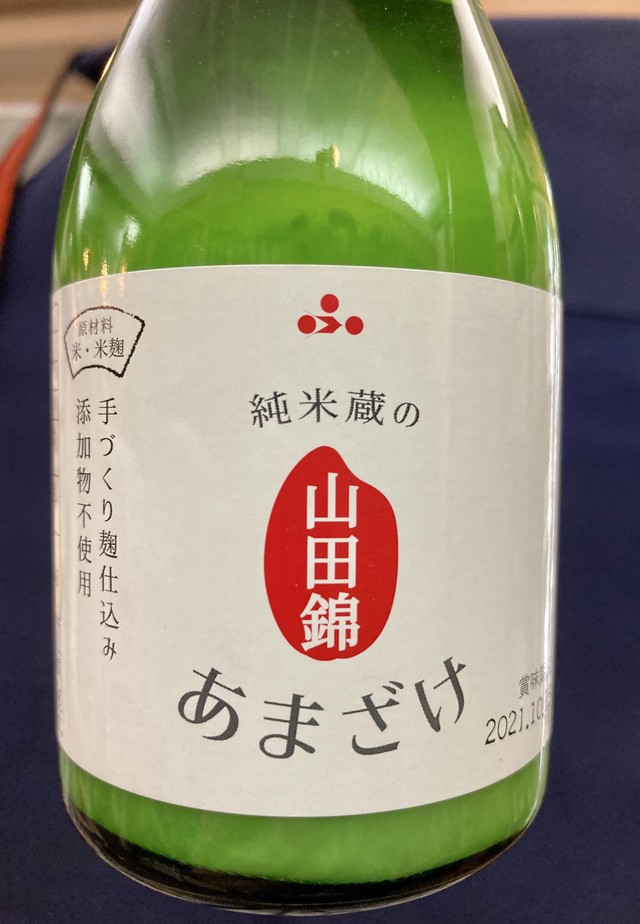 純米蔵の
山田錦
あまざけ
原材料
米・米麹
手づくり麹仕込み
添加物不使用
賞味
2021.10